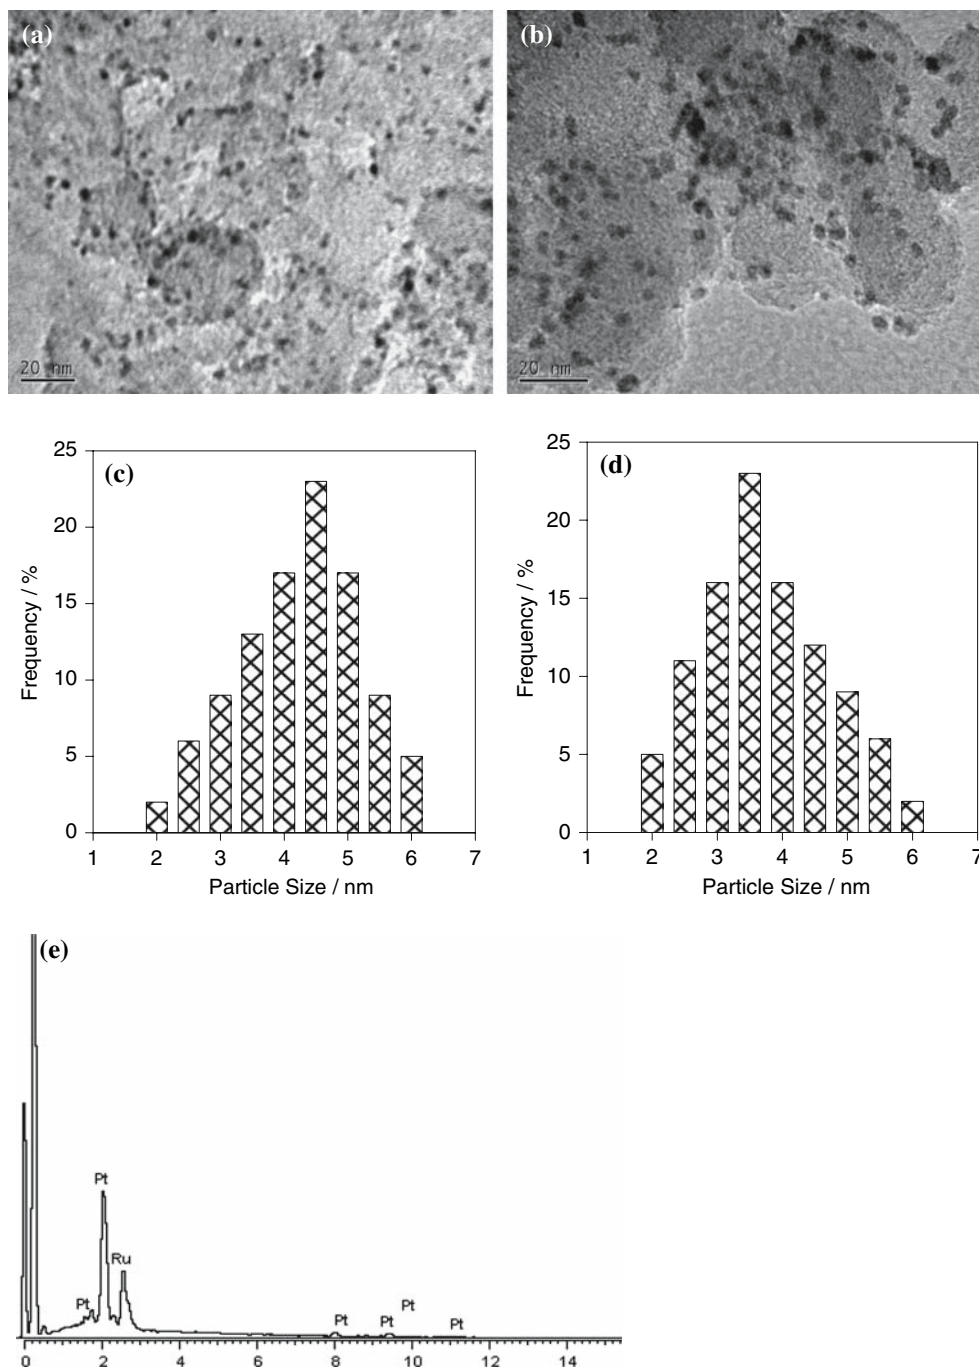 (a)
(b)
20 nm
20 nm
(c)
25
20
15
10
5
0
Frequency / %
1 2 3 4 5 6 7
Particle Size / nm
(d)
25
20
15
10
5
0
Frequency / %
1 2 3 4 5 6 7
Particle Size / nm
(e)
Pt
Ru
Pt
Pt
Pt
Pt
Pt
0 2 4 6 8 10 12 14